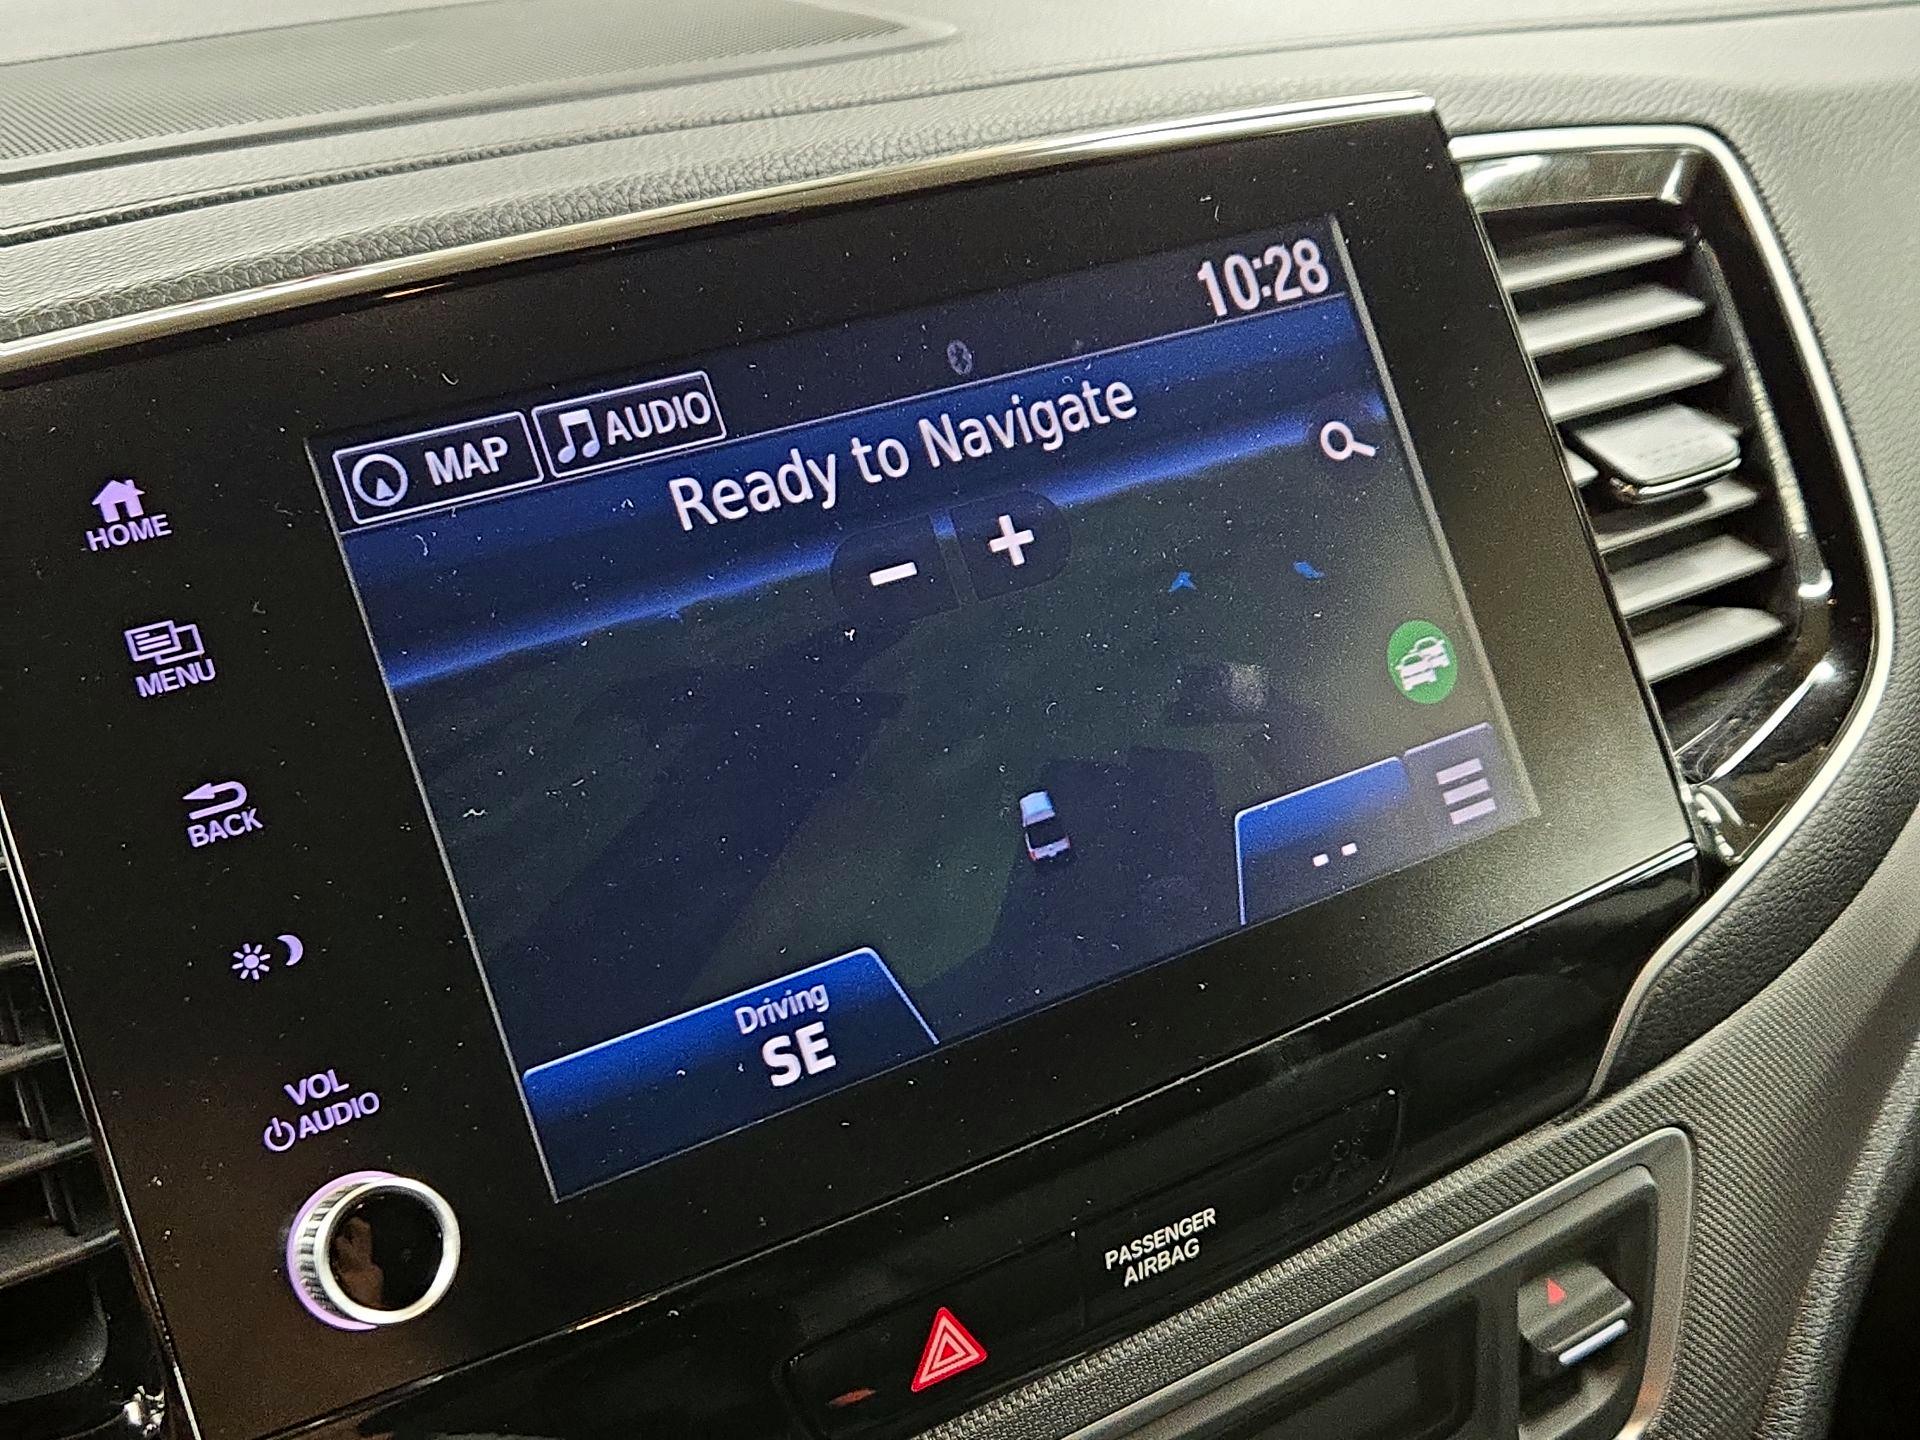 10:28
MAP
AUDIO
Ready to Navigate
HOME
− +
MENU
BACK
--
Driving
SE
VOL
AUDIO
PASSENGER
AIRBAG